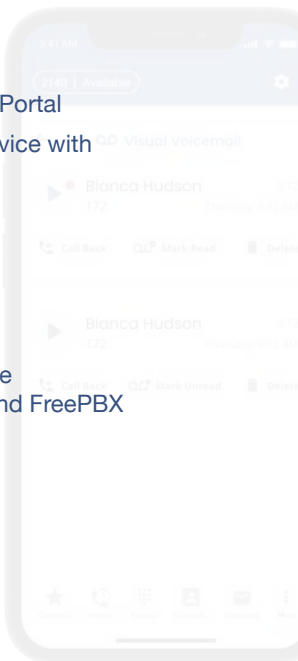 9:41 AM
2140 | Available
Portal
vice with
Visual voicemail
Bianca Hudson
172
Call Back
Mark Read
Delete
Bianca Hudson
172
e
Call Back
Mark Unread
Delete
nd FreePBX